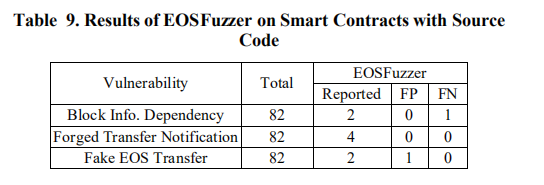 Table 9. Results of EOSFuzzer on Smart Contracts with Source
Code
Vulnerability Total EOSFuzzer
Reported FP FN
Block Info. Dependency 82 2 0 1
Forged Transfer Notification 82 4 0 0
Fake EOS Transfer 82 2 1 0